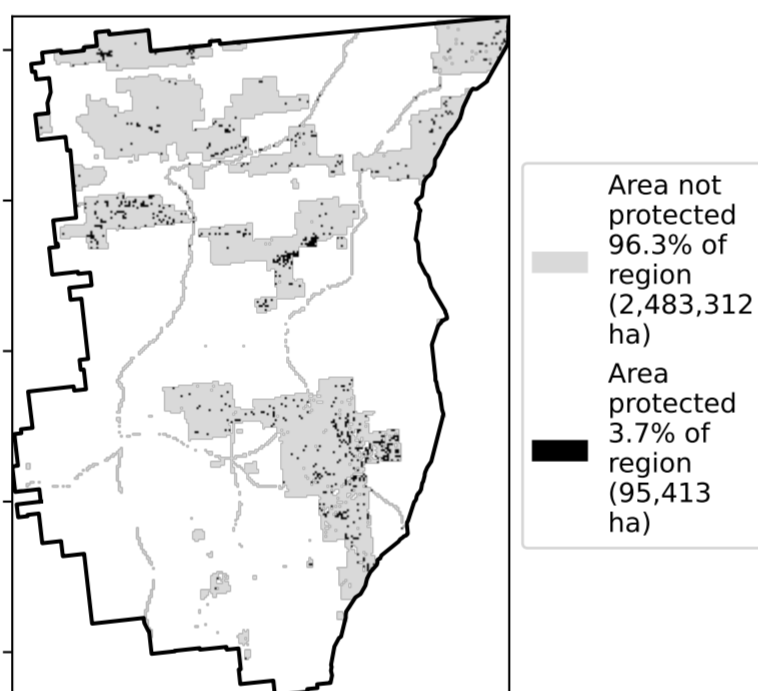 Area not
protected
96.3% of
region
(2,483,312
ha)
Area
protected
3.7% of
region
(95,413
ha)